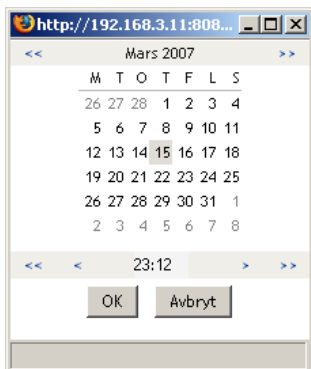 http://192.168.3.11:808...
<< Mars 2007 >>
M T O T F L S
26 27 28 1 2 3 4
5 6 7 8 9 10 11
12 13 14 15 16 17 18
19 20 21 22 23 24 25
26 27 28 29 30 31 1
2 3 4 5 6 7 8
<< < 23:12 > >>
OK Avbryt